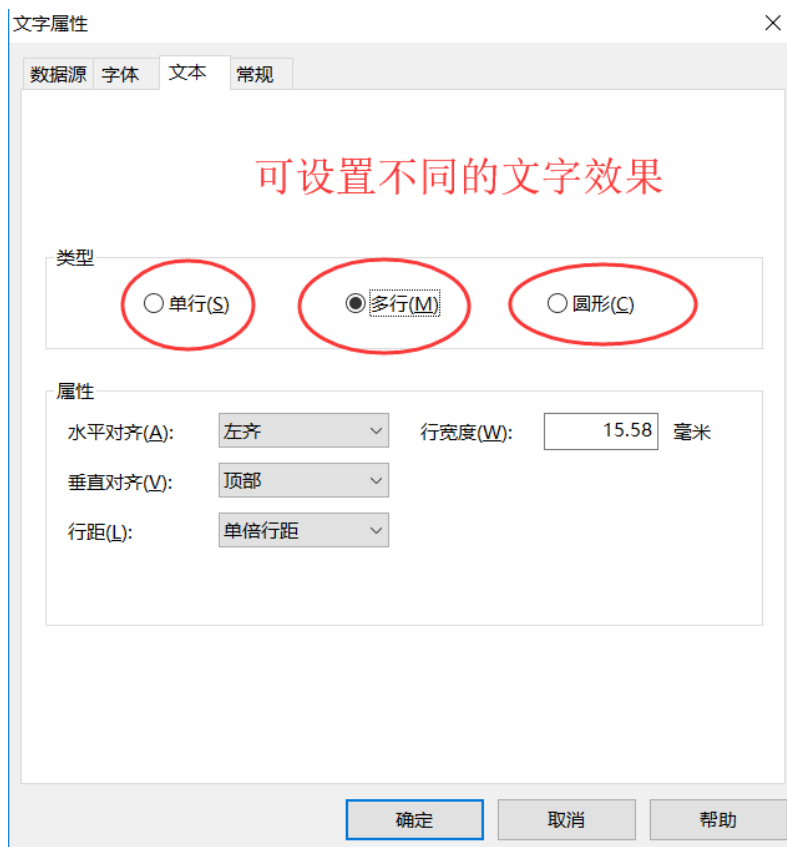 文字属性
数据源 字体 文本 常规
可设置不同的文字效果
类型
单行(S) 多行(M) 圆形(C)
属性
水平对齐(A): 左齐 行宽度(W): 15.58 毫米
垂直对齐(V): 顶部
行距(L): 单倍行距
确定 取消 帮助